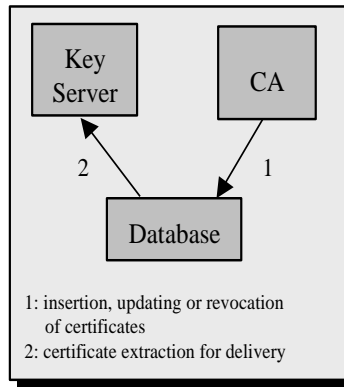 Key
Server
CA
2
1
Database
1: insertion, updating or revocation
of certificates
2: certificate extraction for delivery